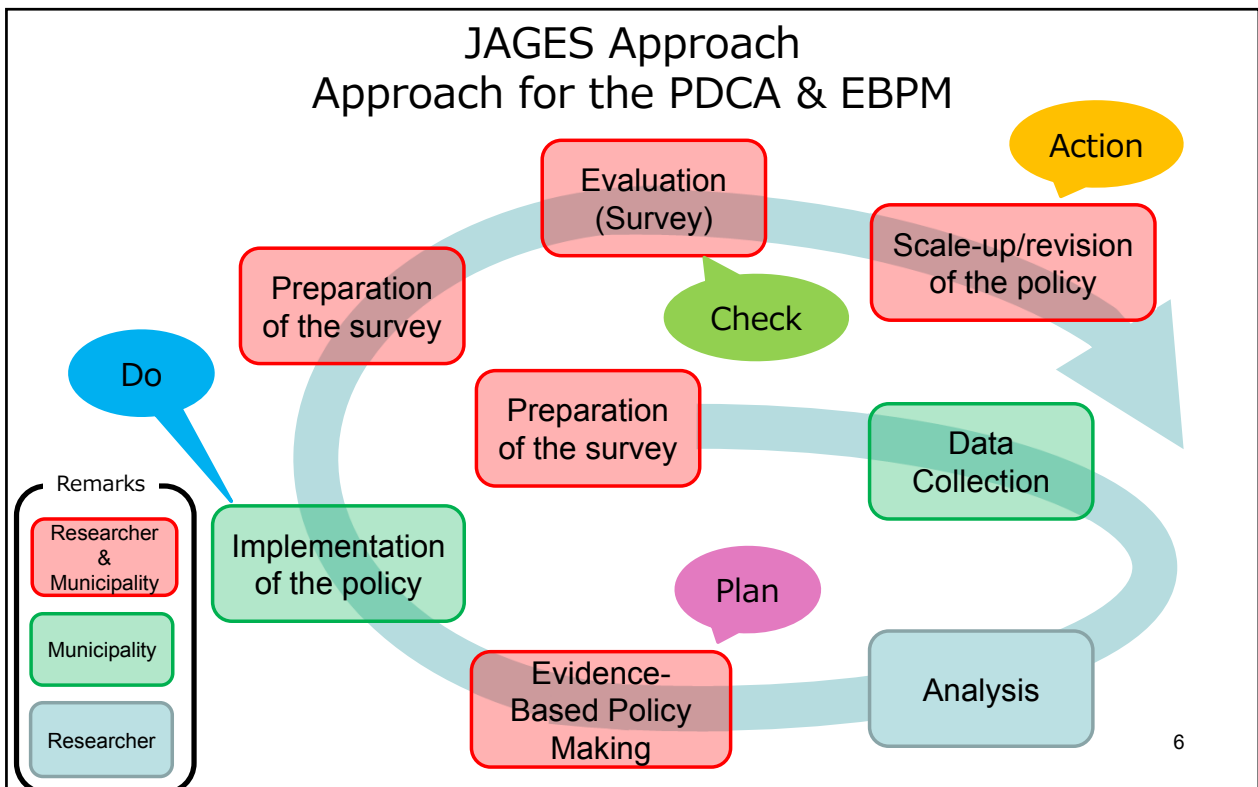 JAGES Approach
Approach for the PDCA & EBPM
Action
Evaluation
(Survey)
Scale-up/revision
of the policy
Preparation
of the survey
Check
Do
Preparation
of the survey
Data
Collection
Remarks
Researcher
&
Municipality
Municipality
Researcher
Implementation
of the policy
Plan
Evidence-
Based Policy
Making
Analysis
6